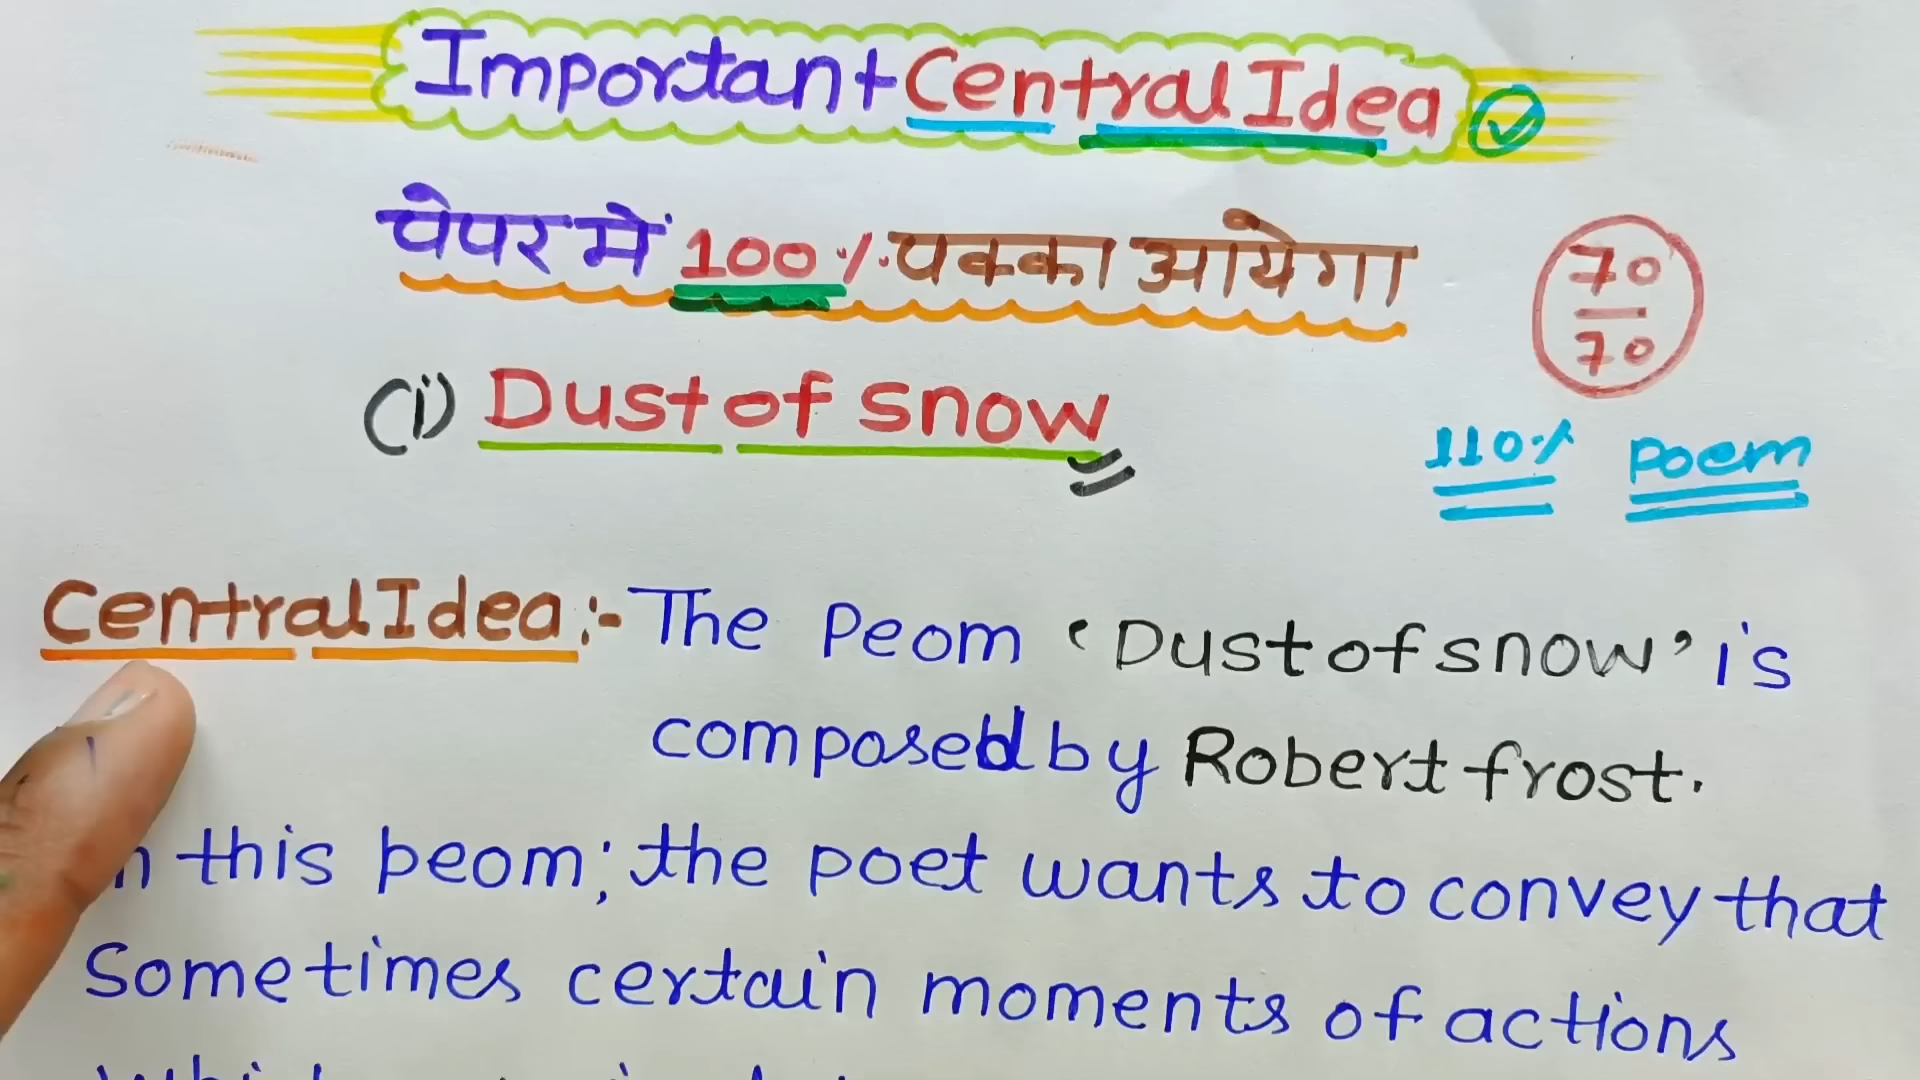 Important Central Idea
पेपर में 100% पक्का आयेगा
70
70
(i) Dust of snow
110% Poem
Central Idea :- The Peom 'Dust of snow' is
composed by Robert frost.
n this peom; the poet wants to convey that
Sometimes certain moments of actions